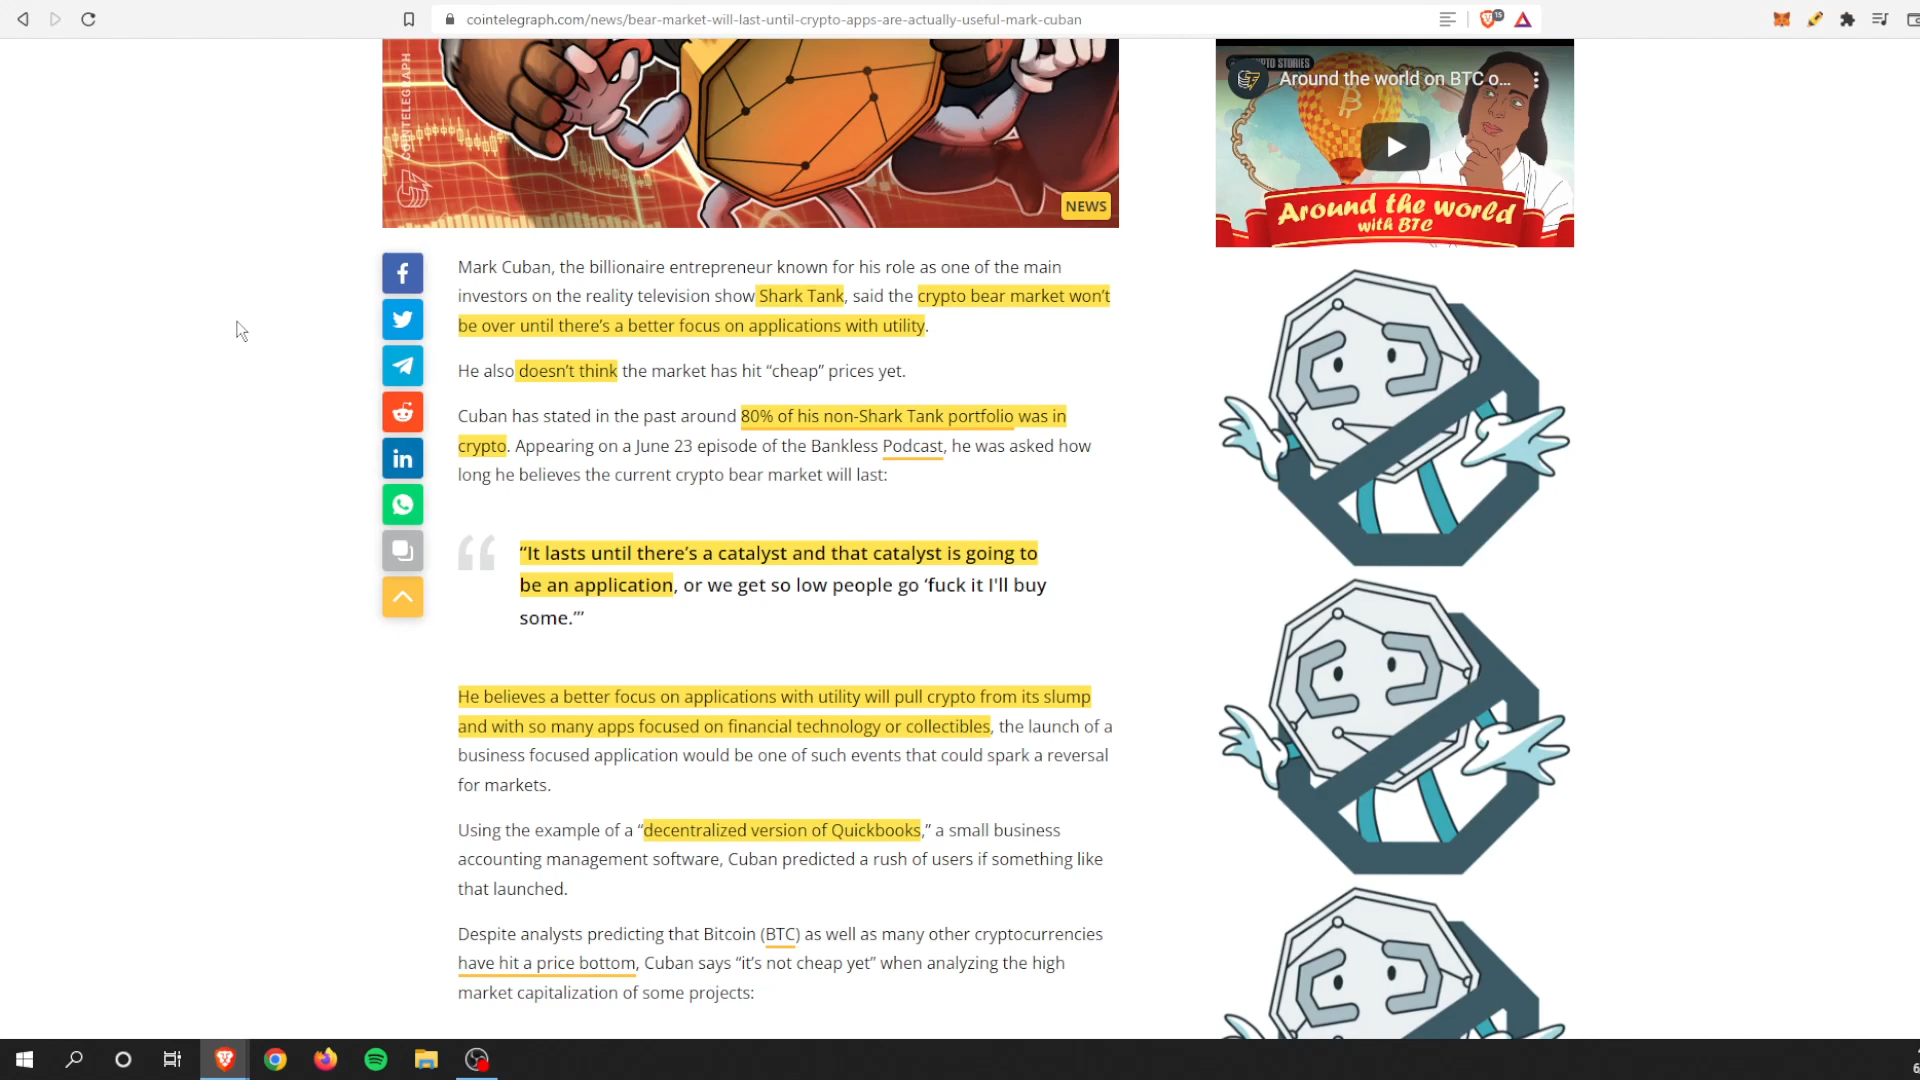 cointelegraph.com/news/bear-market-will-last-until-crypto-apps-are-actually-useful-mark-cuban
15
COINTELEGRAPH
NEWS
CRYPTO STORIES
Around the world on BTC o...
Around the world
with BTC
Mark Cuban, the billionaire entrepreneur known for his role as one of the main
investors on the reality television show Shark Tank, said the crypto bear market won't
be over until there's a better focus on applications with utility.
He also doesn't think the market has hit “cheap” prices yet.
Cuban has stated in the past around 80% of his non-Shark Tank portfolio was in
crypto. Appearing on a June 23 episode of the Bankless Podcast, he was asked how
long he believes the current crypto bear market will last:
“It lasts until there's a catalyst and that catalyst is going to
be an application, or we get so low people go ‘fuck it I'll buy
some.’”
He believes a better focus on applications with utility will pull crypto from its slump
and with so many apps focused on financial technology or collectibles, the launch of a
business focused application would be one of such events that could spark a reversal
for markets.
Using the example of a “decentralized version of Quickbooks,” a small business
accounting management software, Cuban predicted a rush of users if something like
that launched.
Despite analysts predicting that Bitcoin (BTC) as well as many other cryptocurrencies
have hit a price bottom, Cuban says “it's not cheap yet” when analyzing the high
market capitalization of some projects: